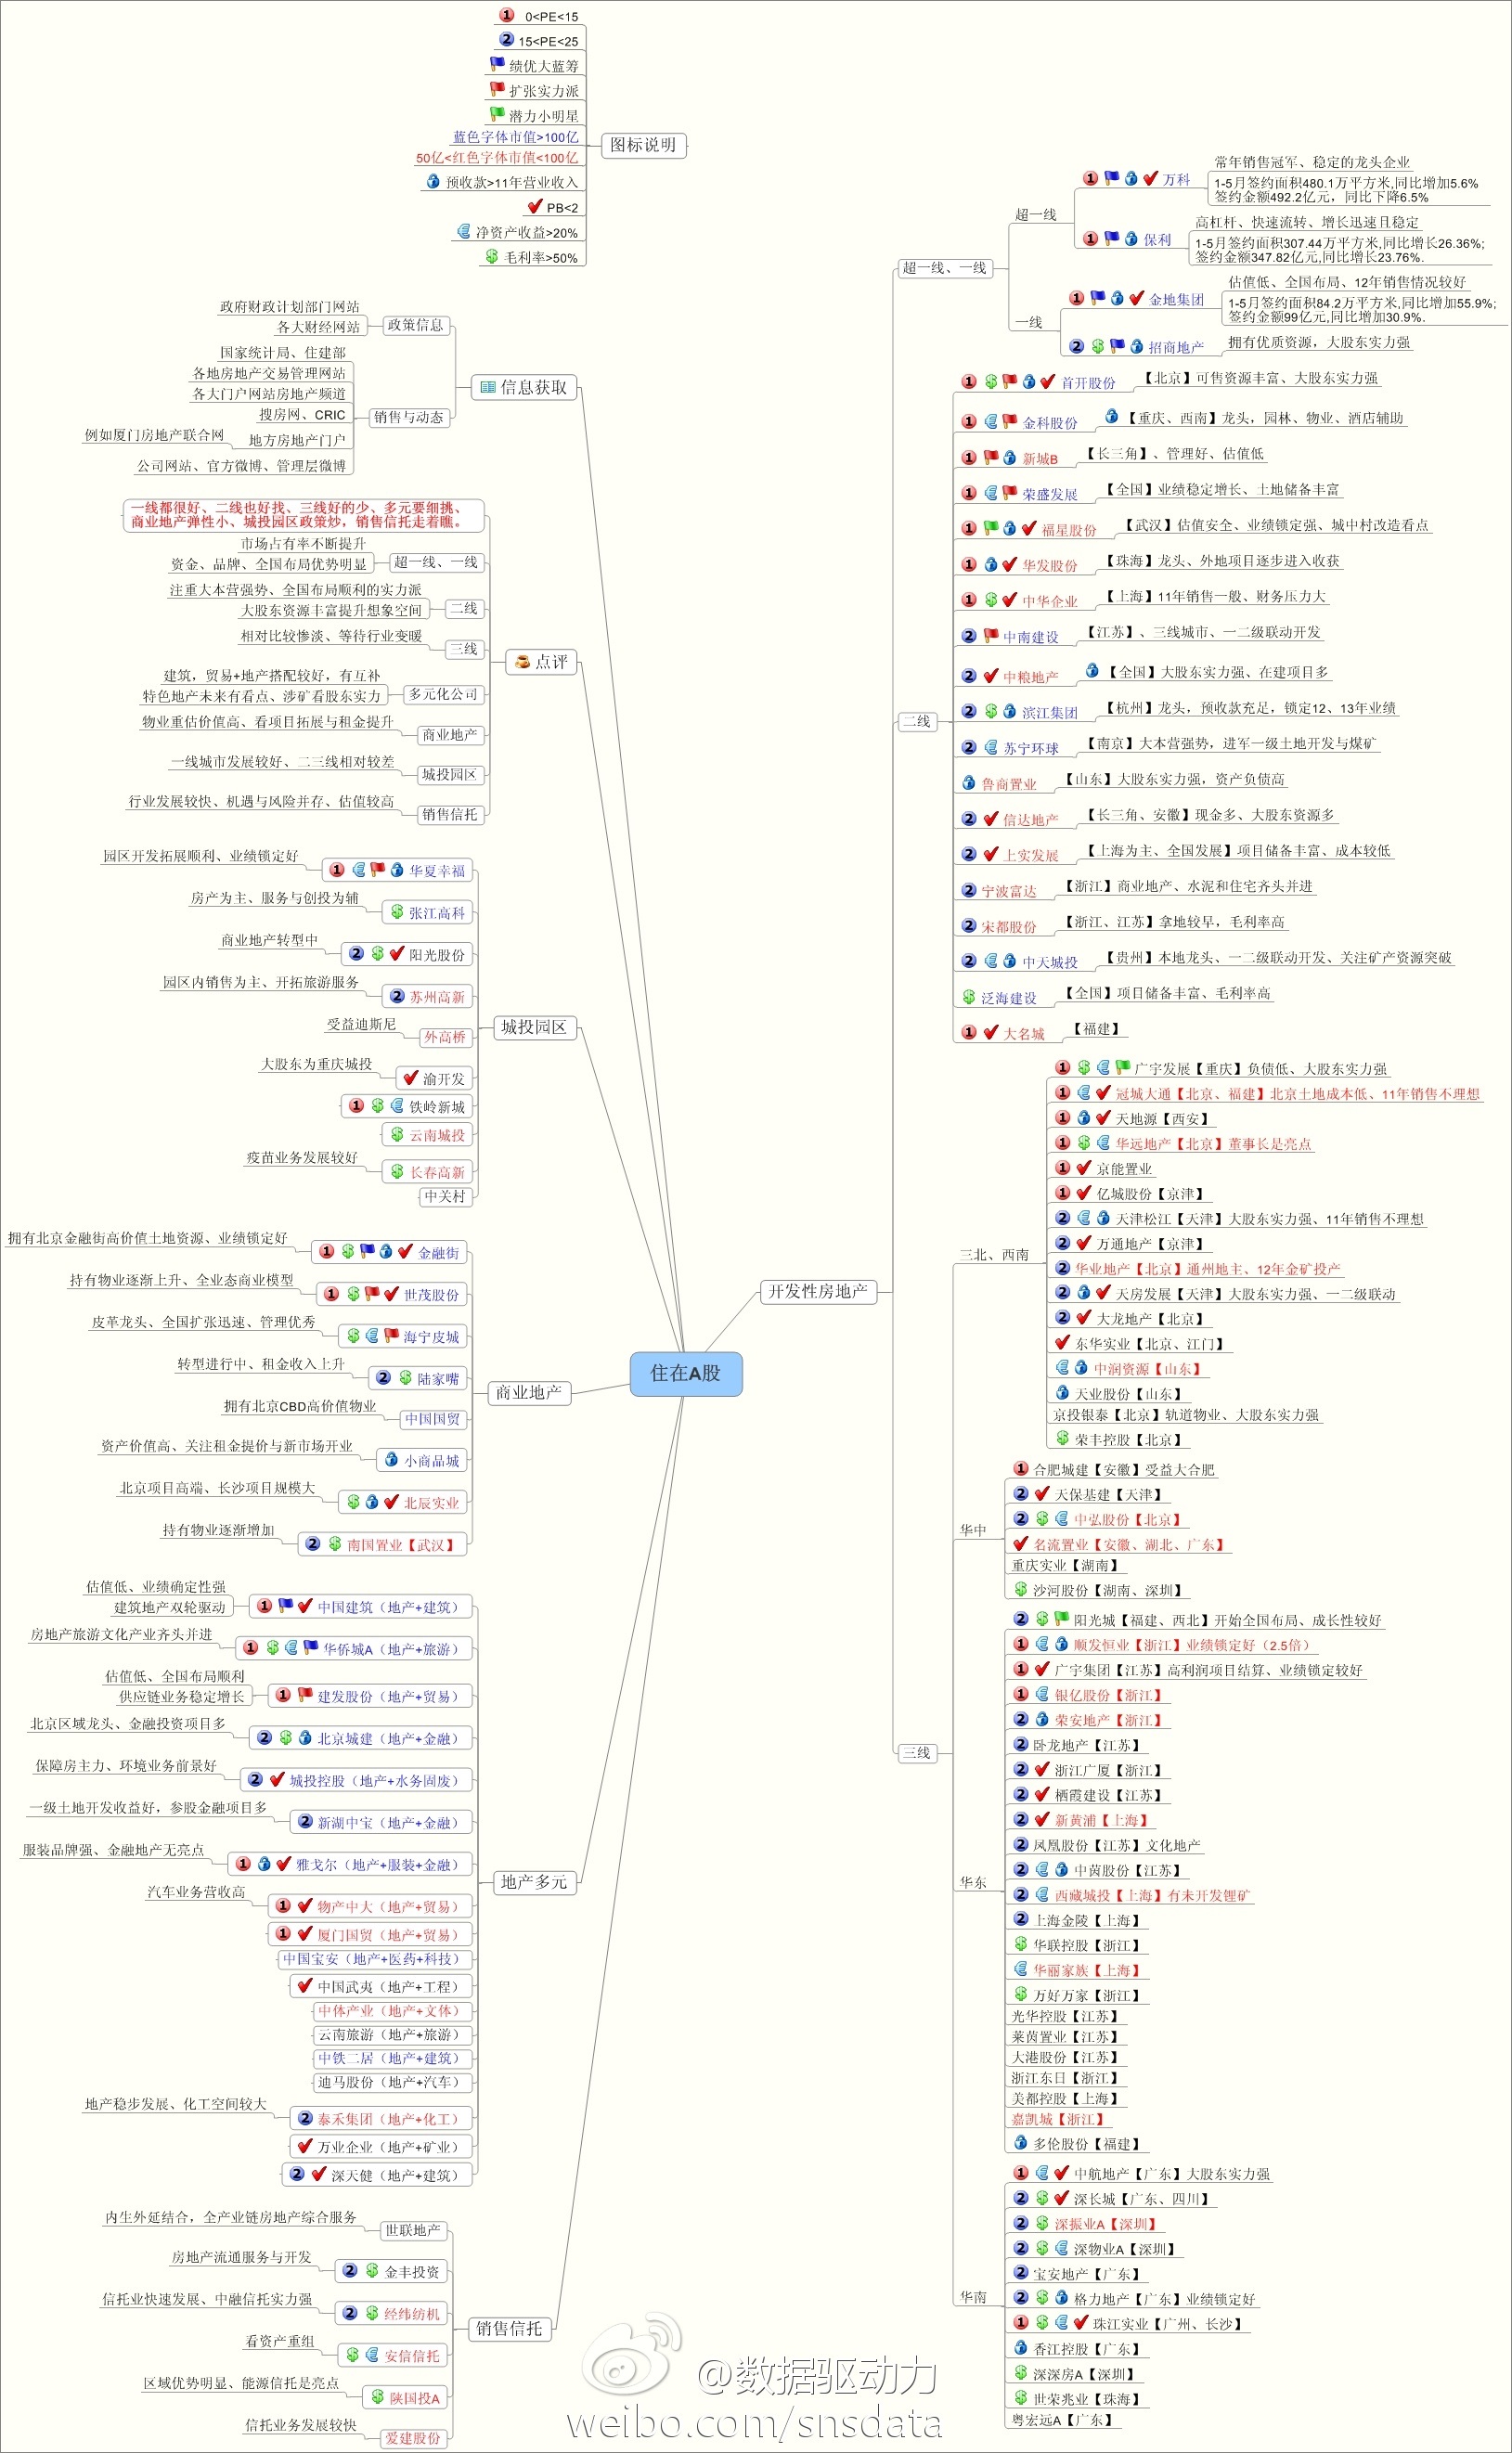 0<PE<15
15<PE<25
绩优大蓝筹
扩张实力派
潜力小明星
蓝色字体市值>100亿
50亿<红色字体市值<100亿
预收款>11年营业收入
PB<2
净资产收益>20%
毛利率>50%
图标说明
政府财政计划部门网站
各大财经网站
政策信息
国家统计局、住建部
各地房地产交易管理网站
各大门户网站房地产频道
搜房网、CRIC
例如厦门房地产联合网
地方房地产门户
公司网站、官方微博、管理层微博
销售与动态
信息获取
一线都很好、二线也好找、三线好的少、多元要细挑、
商业地产弹性小、城投园区政策炒，销售信托走着瞧。
市场占有率不断提升
资金、品牌、全国布局优势明显
超一线、一线
注重大本营强势、全国布局顺利的实力派
大股东资源丰富提升想象空间
二线
相对比较惨淡、等待行业变暖
三线
建筑，贸易+地产搭配较好，有互补
特色地产未来有看点、涉矿看股东实力
多元化公司
物业重估价值高、看项目拓展与租金提升
商业地产
一线城市发展较好、二三线相对较差
城投园区
行业发展较快、机遇与风险并存、估值较高
销售信托
点评
园区开发拓展顺利、业绩锁定好
华夏幸福
房产为主、服务与创投为辅
张江高科
商业地产转型中
阳光股份
园区内销售为主、开拓旅游服务
苏州高新
受益迪斯尼
外高桥
大股东为重庆城投
渝开发
铁岭新城
云南城投
疫苗业务发展较好
长春高新
中关村
城投园区
拥有北京金融街高价值土地资源、业绩锁定好
金融街
持有物业逐渐上升、全业态商业模型
世茂股份
皮革龙头、全国扩张迅速、管理优秀
海宁皮城
转型进行中、租金收入上升
陆家嘴
拥有北京CBD高价值物业
中国国贸
资产价值高、关注租金提价与新市场开业
小商品城
北京项目高端、长沙项目规模大
北辰实业
持有物业逐渐增加
南国置业【武汉】
商业地产
估值低、业绩确定性强
建筑地产双轮驱动
中国建筑（地产+建筑）
房地产旅游文化产业齐头并进
华侨城A（地产+旅游）
估值低、全国布局顺利
供应链业务稳定增长
建发股份（地产+贸易）
北京区域龙头、金融投资项目多
北京城建（地产+金融）
保障房主力、环境业务前景好
城投控股（地产+水务固废）
一级土地开发收益好，参股金融项目多
新湖中宝（地产+金融）
服装品牌强、金融地产无亮点
雅戈尔（地产+服装+金融）
汽车业务营收高
物产中大（地产+贸易）
厦门国贸（地产+贸易）
中国宝安（地产+医药+科技）
中国武夷（地产+工程）
中体产业（地产+文体）
云南旅游（地产+旅游）
中铁二居（地产+建筑）
迪马股份（地产+汽车）
地产稳步发展、化工空间较大
泰禾集团（地产+化工）
万业企业（地产+矿业）
深天健（地产+建筑）
地产多元
内生外延结合，全产业链房地产综合服务
世联地产
房地产流通服务与开发
金丰投资
信托业快速发展、中融信托实力强
经纬纺机
看资产重组
安信信托
区域优势明显、能源信托是亮点
陕国投A
信托业务发展较快
爱建股份
销售信托
住在A股
开发性房地产
超一线、一线
超一线
万科
常年销售冠军、稳定的龙头企业
1-5月签约面积480.1万平方米,同比增加5.6%
签约金额492.2亿元，同比下降6.5%
保利
高杠杆、快速流转、增长迅速且稳定
1-5月签约面积307.44万平方米,同比增长26.36%;
签约金额347.82亿元,同比增长23.76%.
一线
金地集团
估值低、全国布局、12年销售情况较好
1-5月签约面积84.2万平方米,同比增加55.9%;
签约金额99亿元,同比增加30.9%.
招商地产
拥有优质资源，大股东实力强
二线
首开股份
【北京】可售资源丰富、大股东实力强
金科股份
【重庆、西南】龙头，园林、物业、酒店辅助
新城B
【长三角】、管理好、估值低
荣盛发展
【全国】业绩稳定增长、土地储备丰富
福星股份
【武汉】估值安全、业绩锁定强、城中村改造看点
华发股份
【珠海】龙头、外地项目逐步进入收获
中华企业
【上海】11年销售一般、财务压力大
中南建设
【江苏】、三线城市、一二级联动开发
中粮地产
【全国】大股东实力强、在建项目多
滨江集团
【杭州】龙头，预收款充足，锁定12、13年业绩
苏宁环球
【南京】大本营强势，进军一级土地开发与煤矿
鲁商置业
【山东】大股东实力强，资产负债高
信达地产
【长三角、安徽】现金多、大股东资源多
上实发展
【上海为主、全国发展】项目储备丰富、成本较低
宁波富达
【浙江】商业地产、水泥和住宅齐头并进
宋都股份
【浙江、江苏】拿地较早，毛利率高
中天城投
【贵州】本地龙头、一二级联动开发、关注矿产资源突破
泛海建设
【全国】项目储备丰富、毛利率高
大名城
【福建】
三线
三北、西南
广宇发展【重庆】负债低、大股东实力强
冠城大通【北京、福建】北京土地成本低、11年销售不理想
天地源【西安】
华远地产【北京】董事长是亮点
京能置业
亿城股份【京津】
天津松江【天津】大股东实力强、11年销售不理想
万通地产【京津】
华业地产【北京】通州地主、12年金矿投产
天房发展【天津】大股东实力强、一二级联动
大龙地产【北京】
东华实业【北京、江门】
中润资源【山东】
天业股份【山东】
京投银泰【北京】轨道物业、大股东实力强
荣丰控股【北京】
华中
合肥城建【安徽】受益大合肥
天保基建【天津】
中弘股份【北京】
名流置业【安徽、湖北、广东】
重庆实业【湖南】
沙河股份【湖南、深圳】
华东
阳光城【福建、西北】开始全国布局、成长性较好
顺发恒业【浙江】业绩锁定好（2.5倍）
广宇集团【江苏】高利润项目结算、业绩锁定较好
银亿股份【浙江】
荣安地产【浙江】
卧龙地产【江苏】
浙江广厦【浙江】
栖霞建设【江苏】
新黄浦【上海】
凤凰股份【江苏】文化地产
中茵股份【江苏】
西藏城投【上海】有未开发锂矿
上海金陵【上海】
华联控股【浙江】
华丽家族【上海】
万好万家【浙江】
光华控股【江苏】
莱茵置业【江苏】
大港股份【江苏】
浙江东日【浙江】
美都控股【上海】
嘉凯城【浙江】
多伦股份【福建】
华南
中航地产【广东】大股东实力强
深长城【广东、四川】
深振业A【深圳】
深物业A【深圳】
宝安地产【广东】
格力地产【广东】业绩锁定好
珠江实业【广州、长沙】
香江控股【广东】
深深房A【深圳】
世荣兆业【珠海】
粤宏远A【广东】
@数据驱动力
weibo.com/snsdata